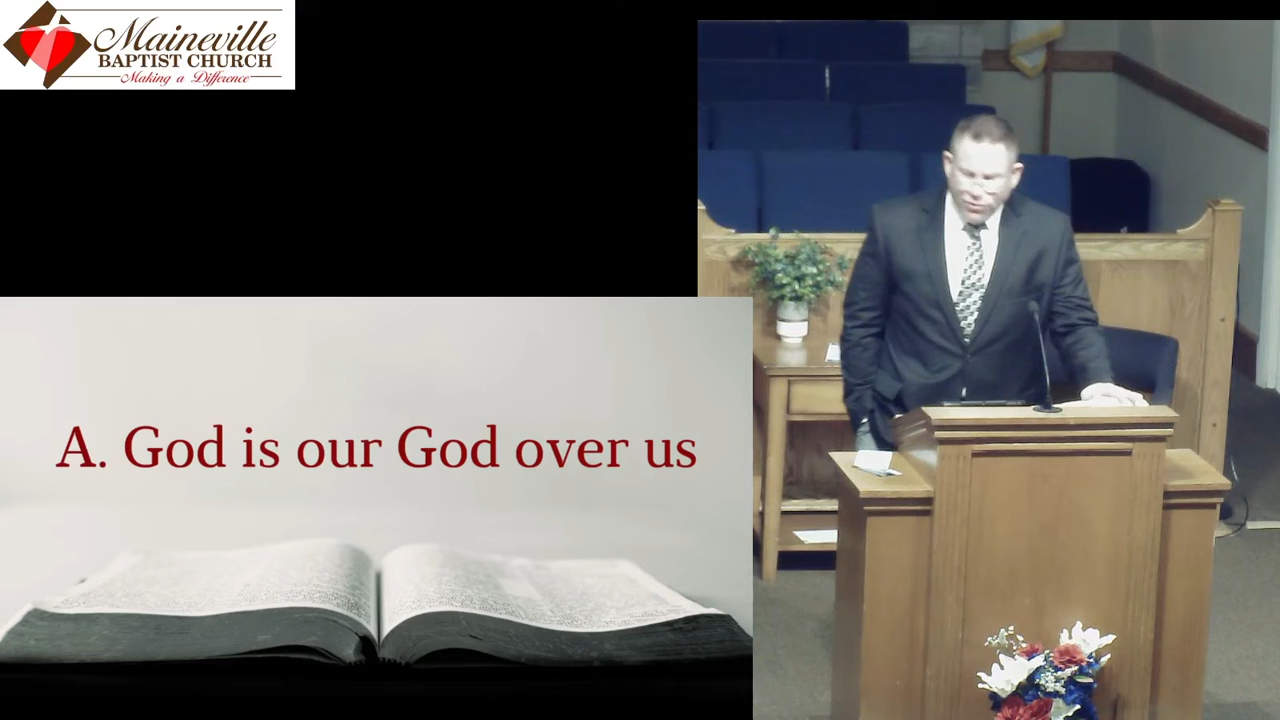 Maineville
BAPTIST CHURCH
Making a Difference
A. God is our God over us